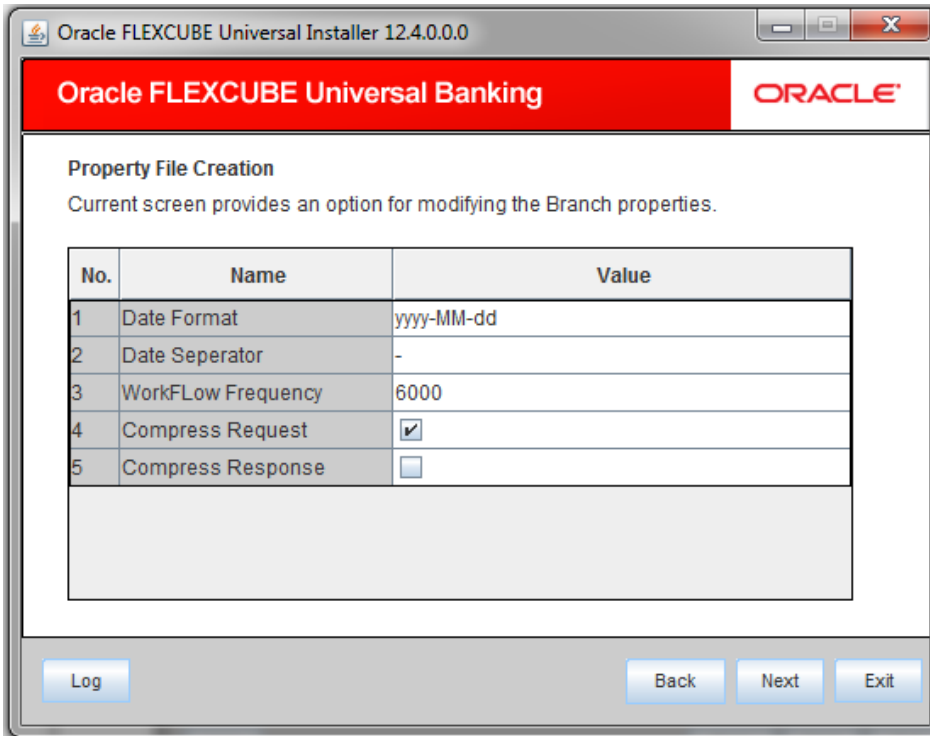 Oracle FLEXCUBE Universal Installer 12.4.0.0.0
Oracle FLEXCUBE Universal Banking
ORACLE
Property File Creation
Current screen provides an option for modifying the Branch properties.
No. Name Value
1 Date Format yyyy-MM-dd
2 Date Seperator -
3 WorkFLow Frequency 6000
4 Compress Request
5 Compress Response
Log Back Next Exit